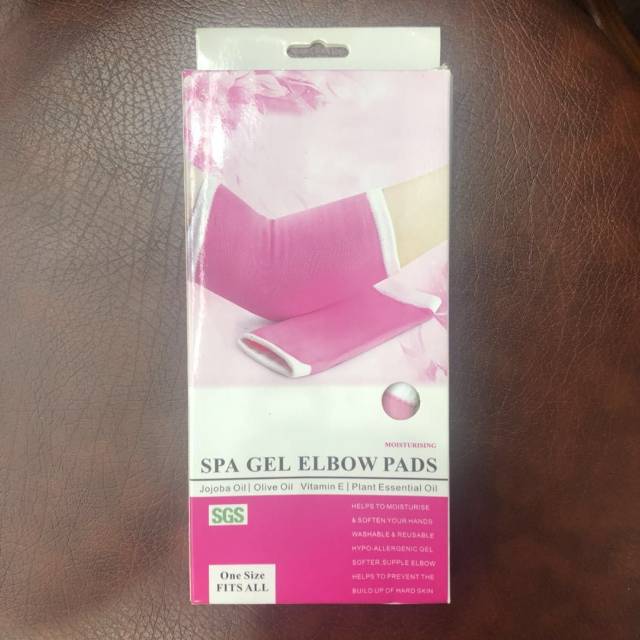 MOISTURISING
SPA GEL ELBOW PADS
Jojoba Oil | Olive Oil Vitamin E | Plant Essential Oil
SGS
HELPS TO MOISTURISE
& SOFTEN YOUR HANDS
WASHABLE & REUSABLE
HYPO-ALLERGENIC GEL
SOFTER, SUPPLE ELBOW
HELPS TO PREVENT THE
BUILD UP OF HARD SKIN
One Size
FITS ALL